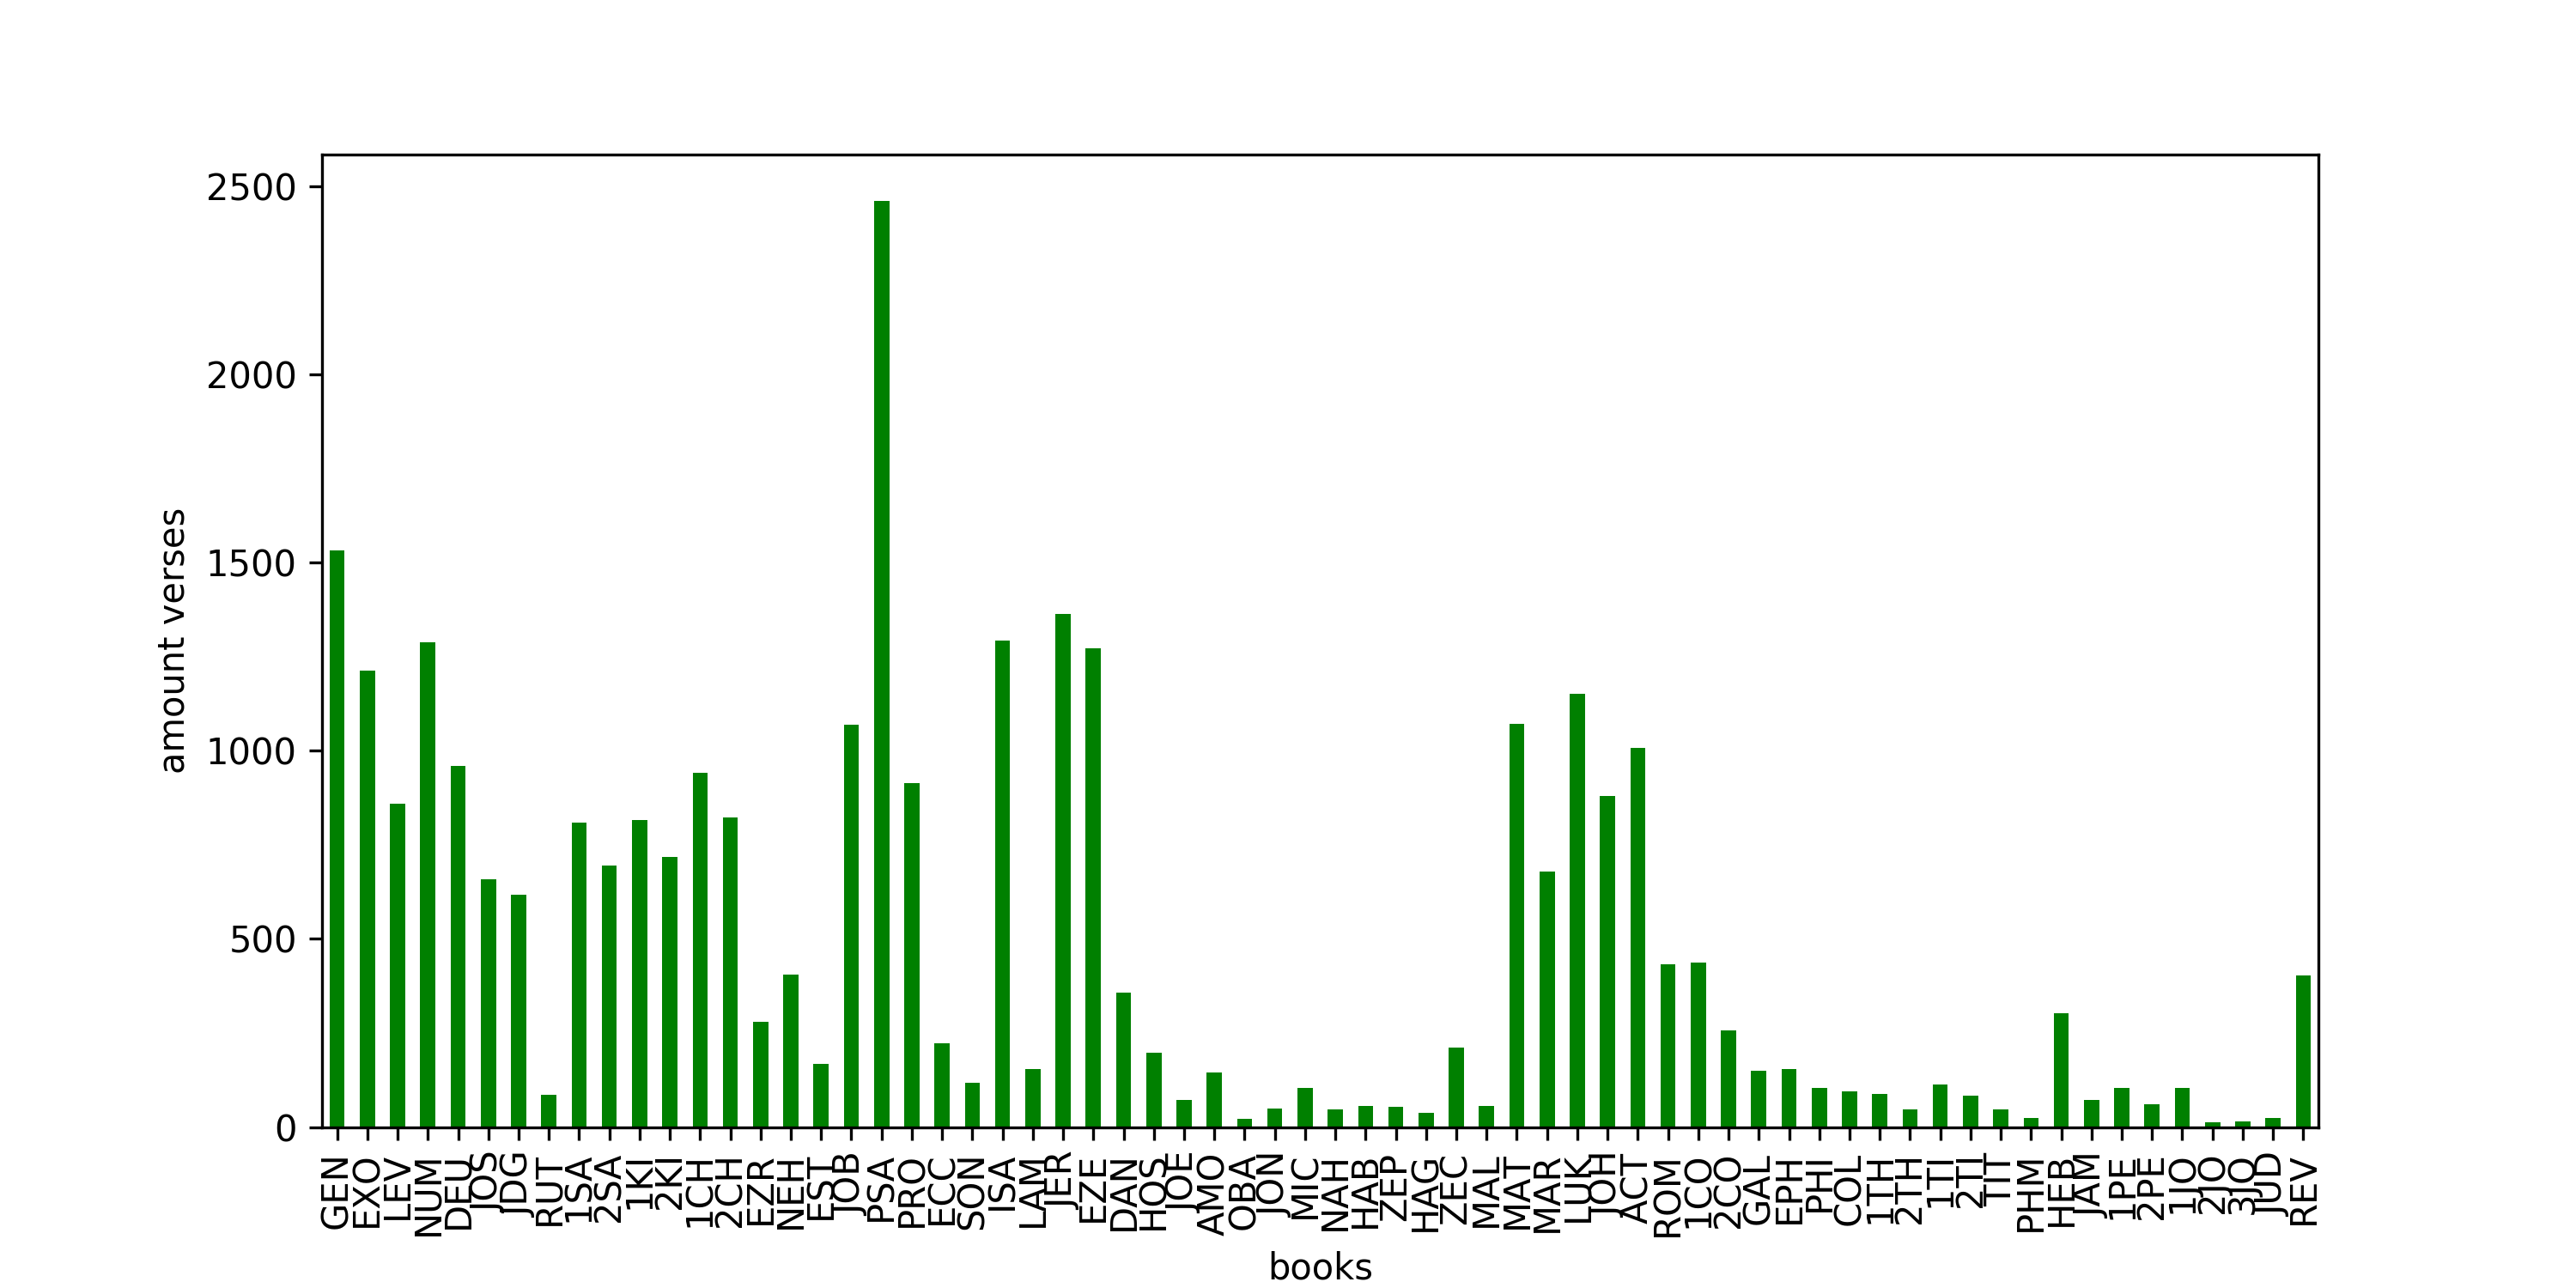 2500
2000
1500
1000
500
0
amount verses
GEN EXO LEV NUM DEU JOS JDG RUT 1SA 2SA 1KI 2KI 1CH 2CH EZR NEH EST JOB PSA PRO ECC SON ISA LAM JER EZE DAN HOS JOE AMO OBA JON MIC NAH HAB ZEP HAG ZEC MAL MAT MAR LUK JOH ACT ROM 1CO 2CO GAL EPH PHI COL 1TH 2TH 1TI 2TI TIT PHM HEB JAM 1PE 2PE 1JO 2JO 3JO JUD REV
books